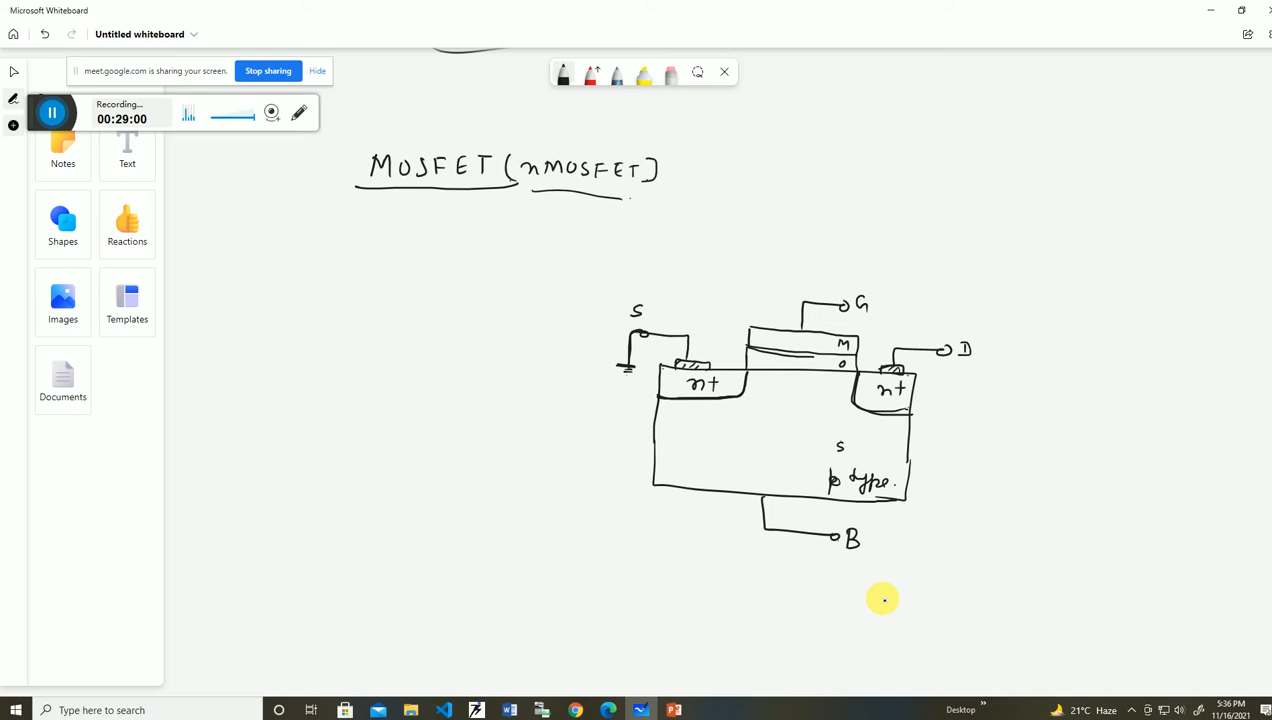 Microsoft Whiteboard
Untitled whiteboard
meet.google.com is sharing your screen.
Stop sharing
Hide
Recording...
00:29:00
Notes
Text
Shapes
Reactions
Images
Templates
Documents
MOSFET (nMOSFET)
S
G
M
O
D
n+
n+
S
p type.
B
Type here to search
Desktop
21°C Haze
5:36 PM
11/16/2021